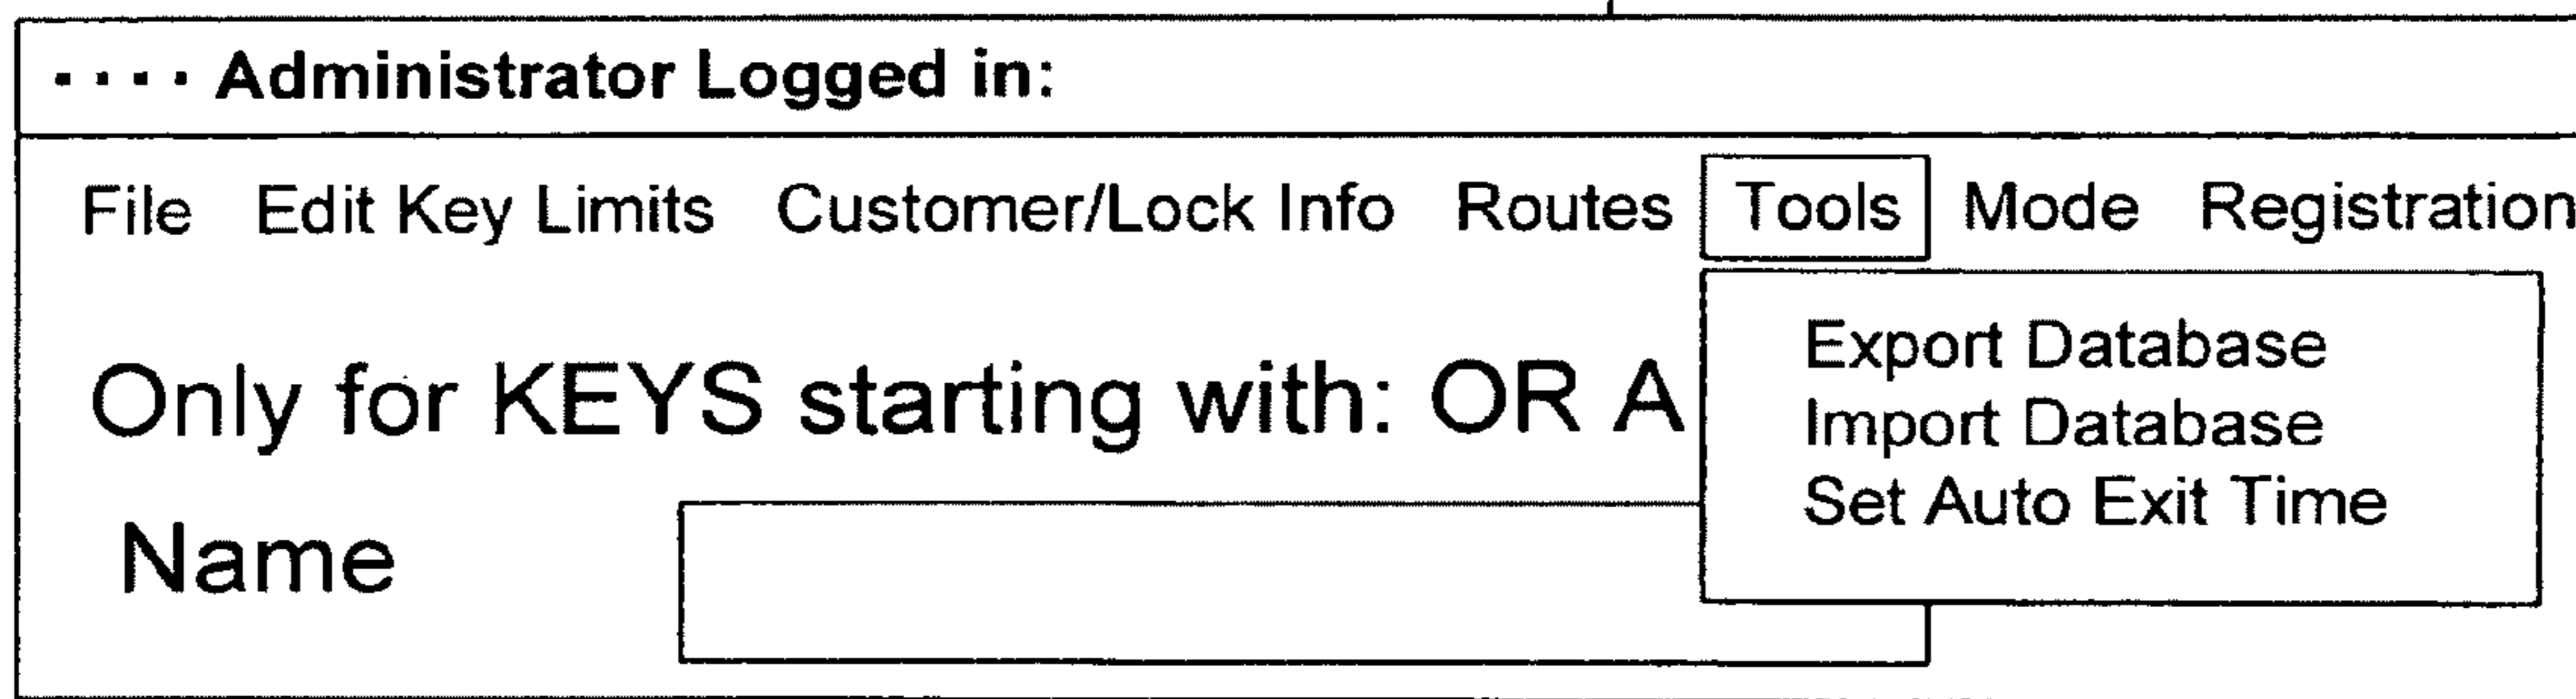 .... Administrator Logged in:
File Edit Key Limits Customer/Lock Info Routes Tools Mode Registration
Only for KEYS starting with: OR A
Export Database
Import Database
Set Auto Exit Time
Name